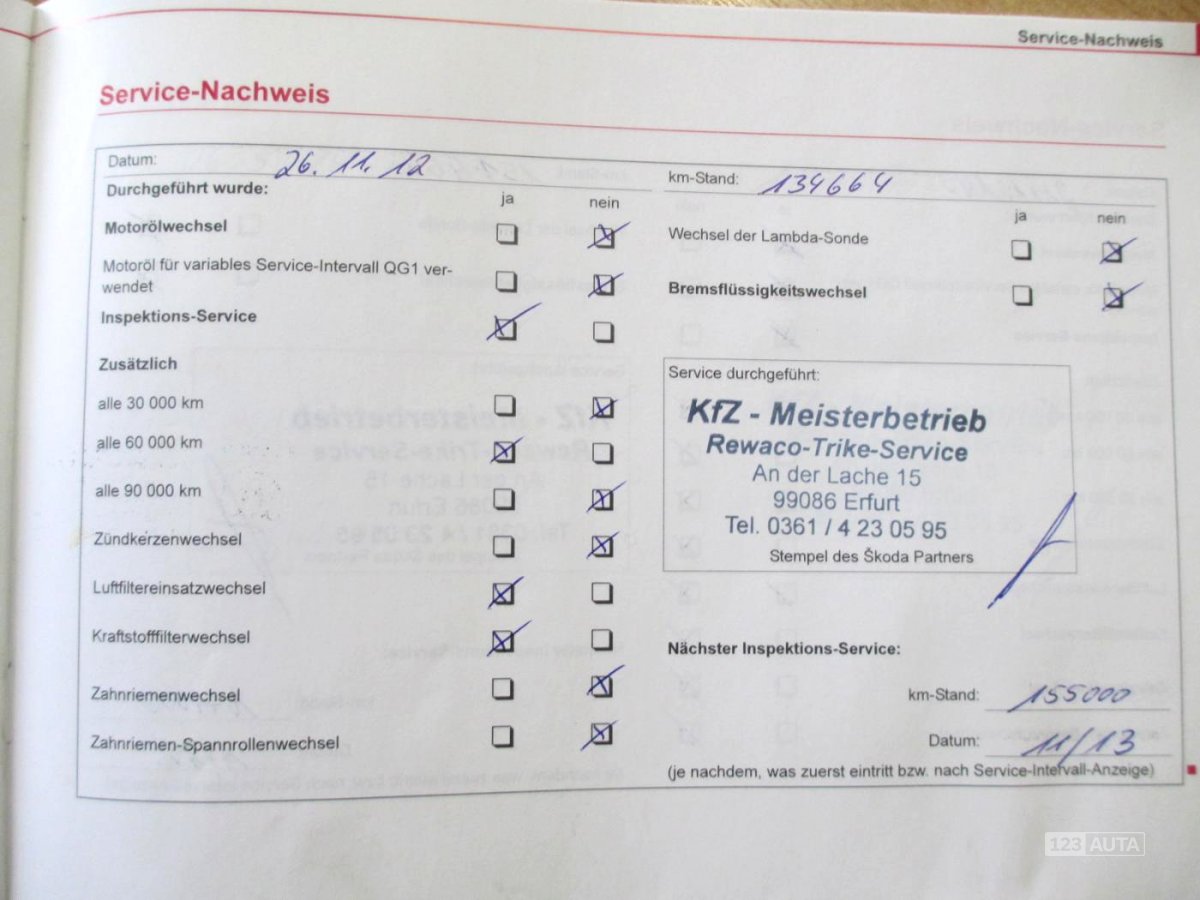 Service-Nachweis
Service-Nachweis
Datum: 26. 11. 12
km-Stand: 134664
Durchgeführt wurde:
ja nein
ja nein
Motorölwechsel
Motoröl für variables Service-Intervall QG1 ver-
wendet
Inspektions-Service
Zusätzlich
alle 30 000 km
alle 60 000 km
alle 90 000 km
Zündkerzenwechsel
Luftfiltereinsatzwechsel
Kraftstofffilterwechsel
Zahnriemenwechsel
Zahnriemen-Spannrollenwechsel
Wechsel der Lambda-Sonde
Bremsflüssigkeitswechsel
Service durchgeführt:
KfZ - Meisterbetrieb
Rewaco-Trike-Service
An der Lache 15
99086 Erfurt
Tel. 0361 / 4 23 05 95
Stempel des Škoda Partners
Nächster Inspektions-Service:
km-Stand: 155000
Datum: 11/13
(je nachdem, was zuerst eintritt bzw. nach Service-Intervall-Anzeige)
123 AUTA